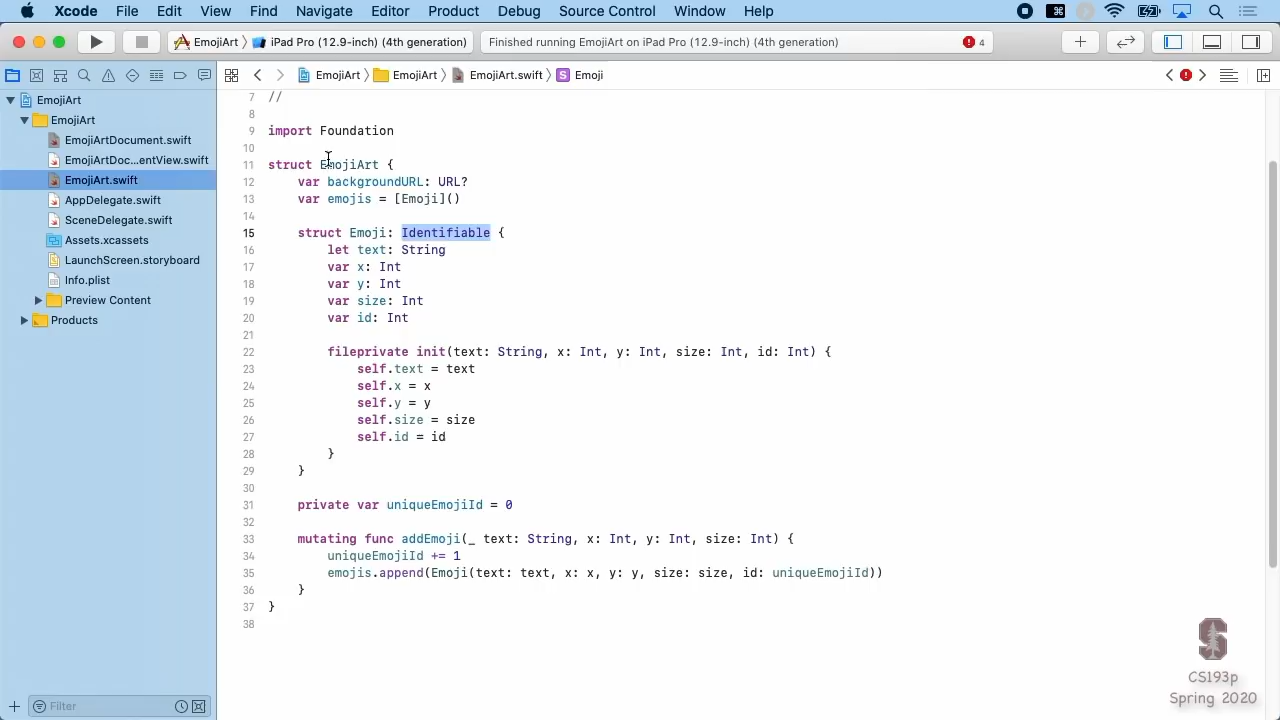 Xcode File Edit View Find Navigate Editor Product Debug Source Control Window Help
EmojiArt iPad Pro (12.9-inch) (4th generation) Finished running EmojiArt on iPad Pro (12.9-inch) (4th generation) 4
EmojiArt EmojiArt EmojiArt.swift S Emoji
EmojiArt
EmojiArt
EmojiArtDocument.swift
EmojiArtDoc...entView.swift
EmojiArt.swift
AppDelegate.swift
SceneDelegate.swift
Assets.xcassets
LaunchScreen.storyboard
Info.plist
Preview Content
Products
Filter
7 //
8
9 import Foundation
10
11 struct EmojiArt {
12 var backgroundURL: URL?
13 var emojis = [Emoji]()
14
15 struct Emoji: Identifiable {
16 let text: String
17 var x: Int
18 var y: Int
19 var size: Int
20 var id: Int
21
22 fileprivate init(text: String, x: Int, y: Int, size: Int, id: Int) {
23 self.text = text
24 self.x = x
25 self.y = y
26 self.size = size
27 self.id = id
28 }
29 }
30
31 private var uniqueEmojiId = 0
32
33 mutating func addEmoji(_ text: String, x: Int, y: Int, size: Int) {
34 uniqueEmojiId += 1
35 emojis.append(Emoji(text: text, x: x, y: y, size: size, id: uniqueEmojiId))
36 }
37 }
38
CS193p
Spring 2020